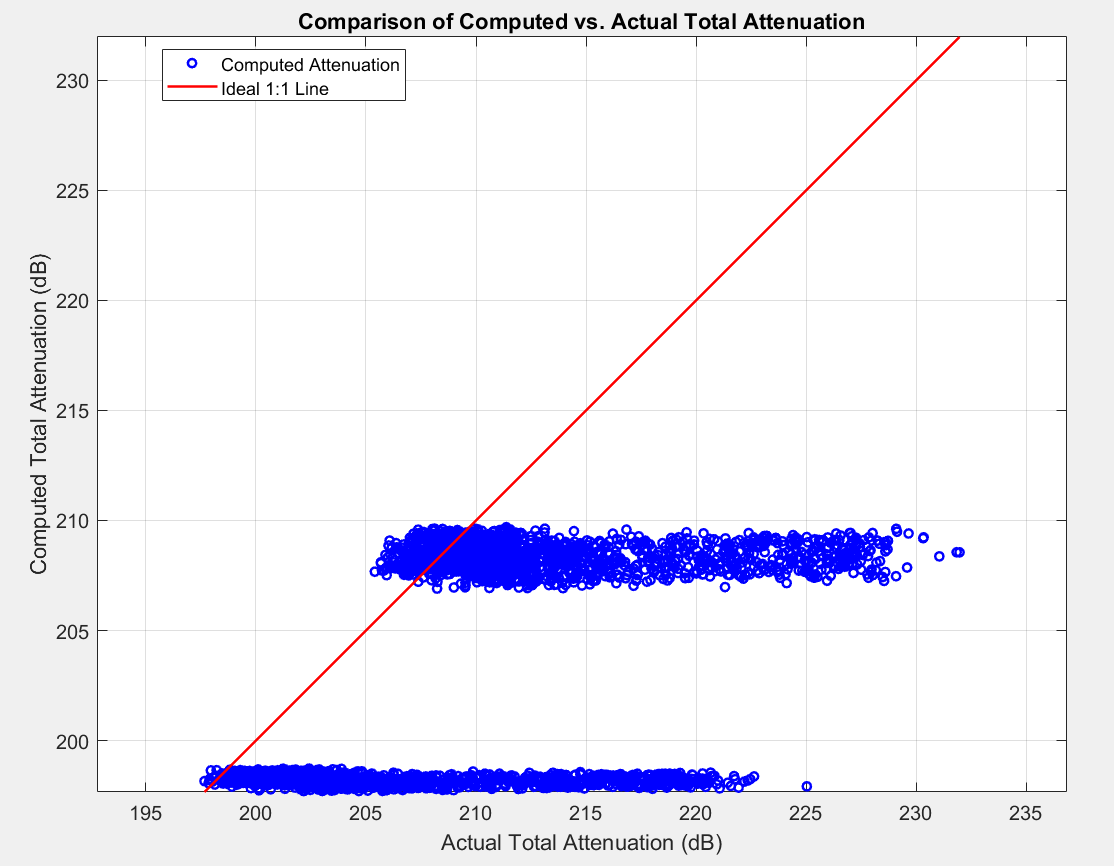 Comparison of Computed vs. Actual Total Attenuation
Computed Attenuation
Ideal 1:1 Line
Computed Total Attenuation (dB)
230
225
220
215
210
205
200
195 200 205 210 215 220 225 230 235
Actual Total Attenuation (dB)